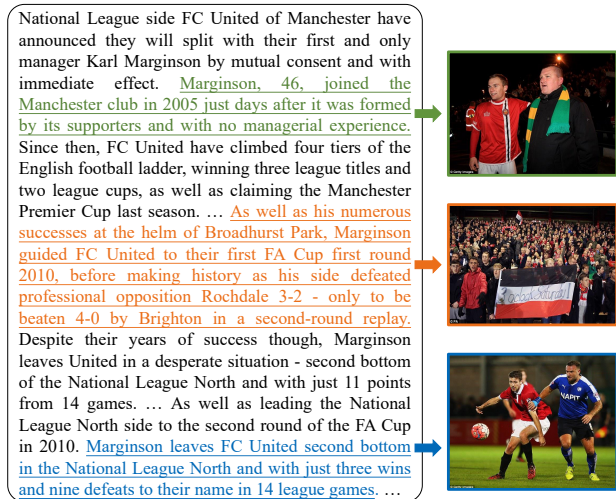 National League side FC United of Manchester have
announced they will split with their first and only
manager Karl Marginson by mutual consent and with
immediate effect. Marginson, 46, joined the
Manchester club in 2005 just days after it was formed
by its supporters and with no managerial experience.
Since then, FC United have climbed four tiers of the
English football ladder, winning three league titles and
two league cups, as well as claiming the Manchester
Premier Cup last season. … As well as his numerous
successes at the helm of Broadhurst Park, Marginson
guided FC United to their first FA Cup first round
2010, before making history as his side defeated
professional opposition Rochdale 3-2 - only to be
beaten 4-0 by Brighton in a second-round replay.
Despite their years of success though, Marginson
leaves United in a desperate situation - second bottom
of the National League North and with just 11 points
from 14 games. … As well as leading the National
League North side to the second round of the FA Cup
in 2010. Marginson leaves FC United second bottom
in the National League North and with just three wins
and nine defeats to their name in 14 league games. …
© Getty Images
© PA
NAPIT